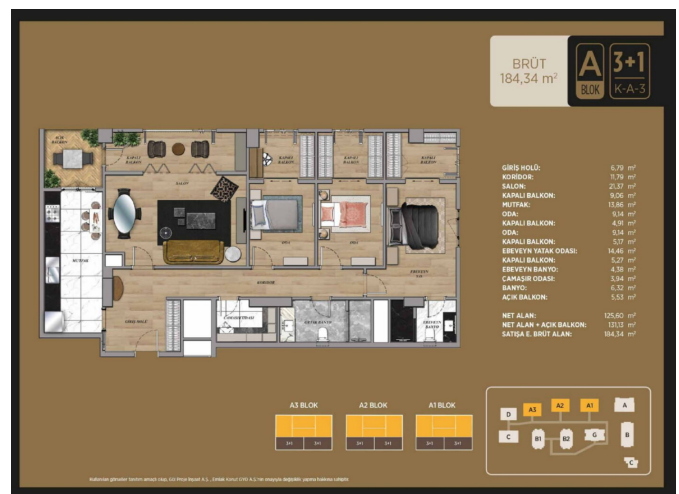 BRÜT
184,34 m²
A
BLOK
3+1
K-A-3
AÇIK
BALKON
KAPALI
BALKON
KAPALI
BALKON
KAPALI
BALKON
KAPALI
BALKON
SALON
MUTFAK
ODA
ODA
EBEVEYN
Y.O.
KORİDOR
GİRİŞ HOLÜ
ÇAMAŞIR ODASI
ORTAK BANYO
EBEVEYN
BANYO
GİRİŞ HOLÜ: 6,79 m²
KORİDOR: 11,79 m²
SALON: 21,37 m²
KAPALI BALKON: 9,06 m²
MUTFAK: 13,86 m²
ODA: 9,14 m²
KAPALI BALKON: 4,91 m²
ODA: 9,14 m²
KAPALI BALKON: 5,17 m²
EBEVEYN YATAK ODASI: 14,46 m²
KAPALI BALKON: 5,27 m²
EBEVEYN BANYO: 4,38 m²
ÇAMAŞIR ODASI: 3,94 m²
BANYO: 6,32 m²
AÇIK BALKON: 5,53 m²
NET ALAN: 125,60 m²
NET ALAN + AÇIK BALKON: 131,13 m²
SATIŞA E. BRÜT ALAN: 184,34 m²
A3 BLOK
A2 BLOK
A1 BLOK
3+1 3+1
3+1 3+1
3+1 3+1
D
A3
A2
A1
A
C
B1
B2
G
B
C